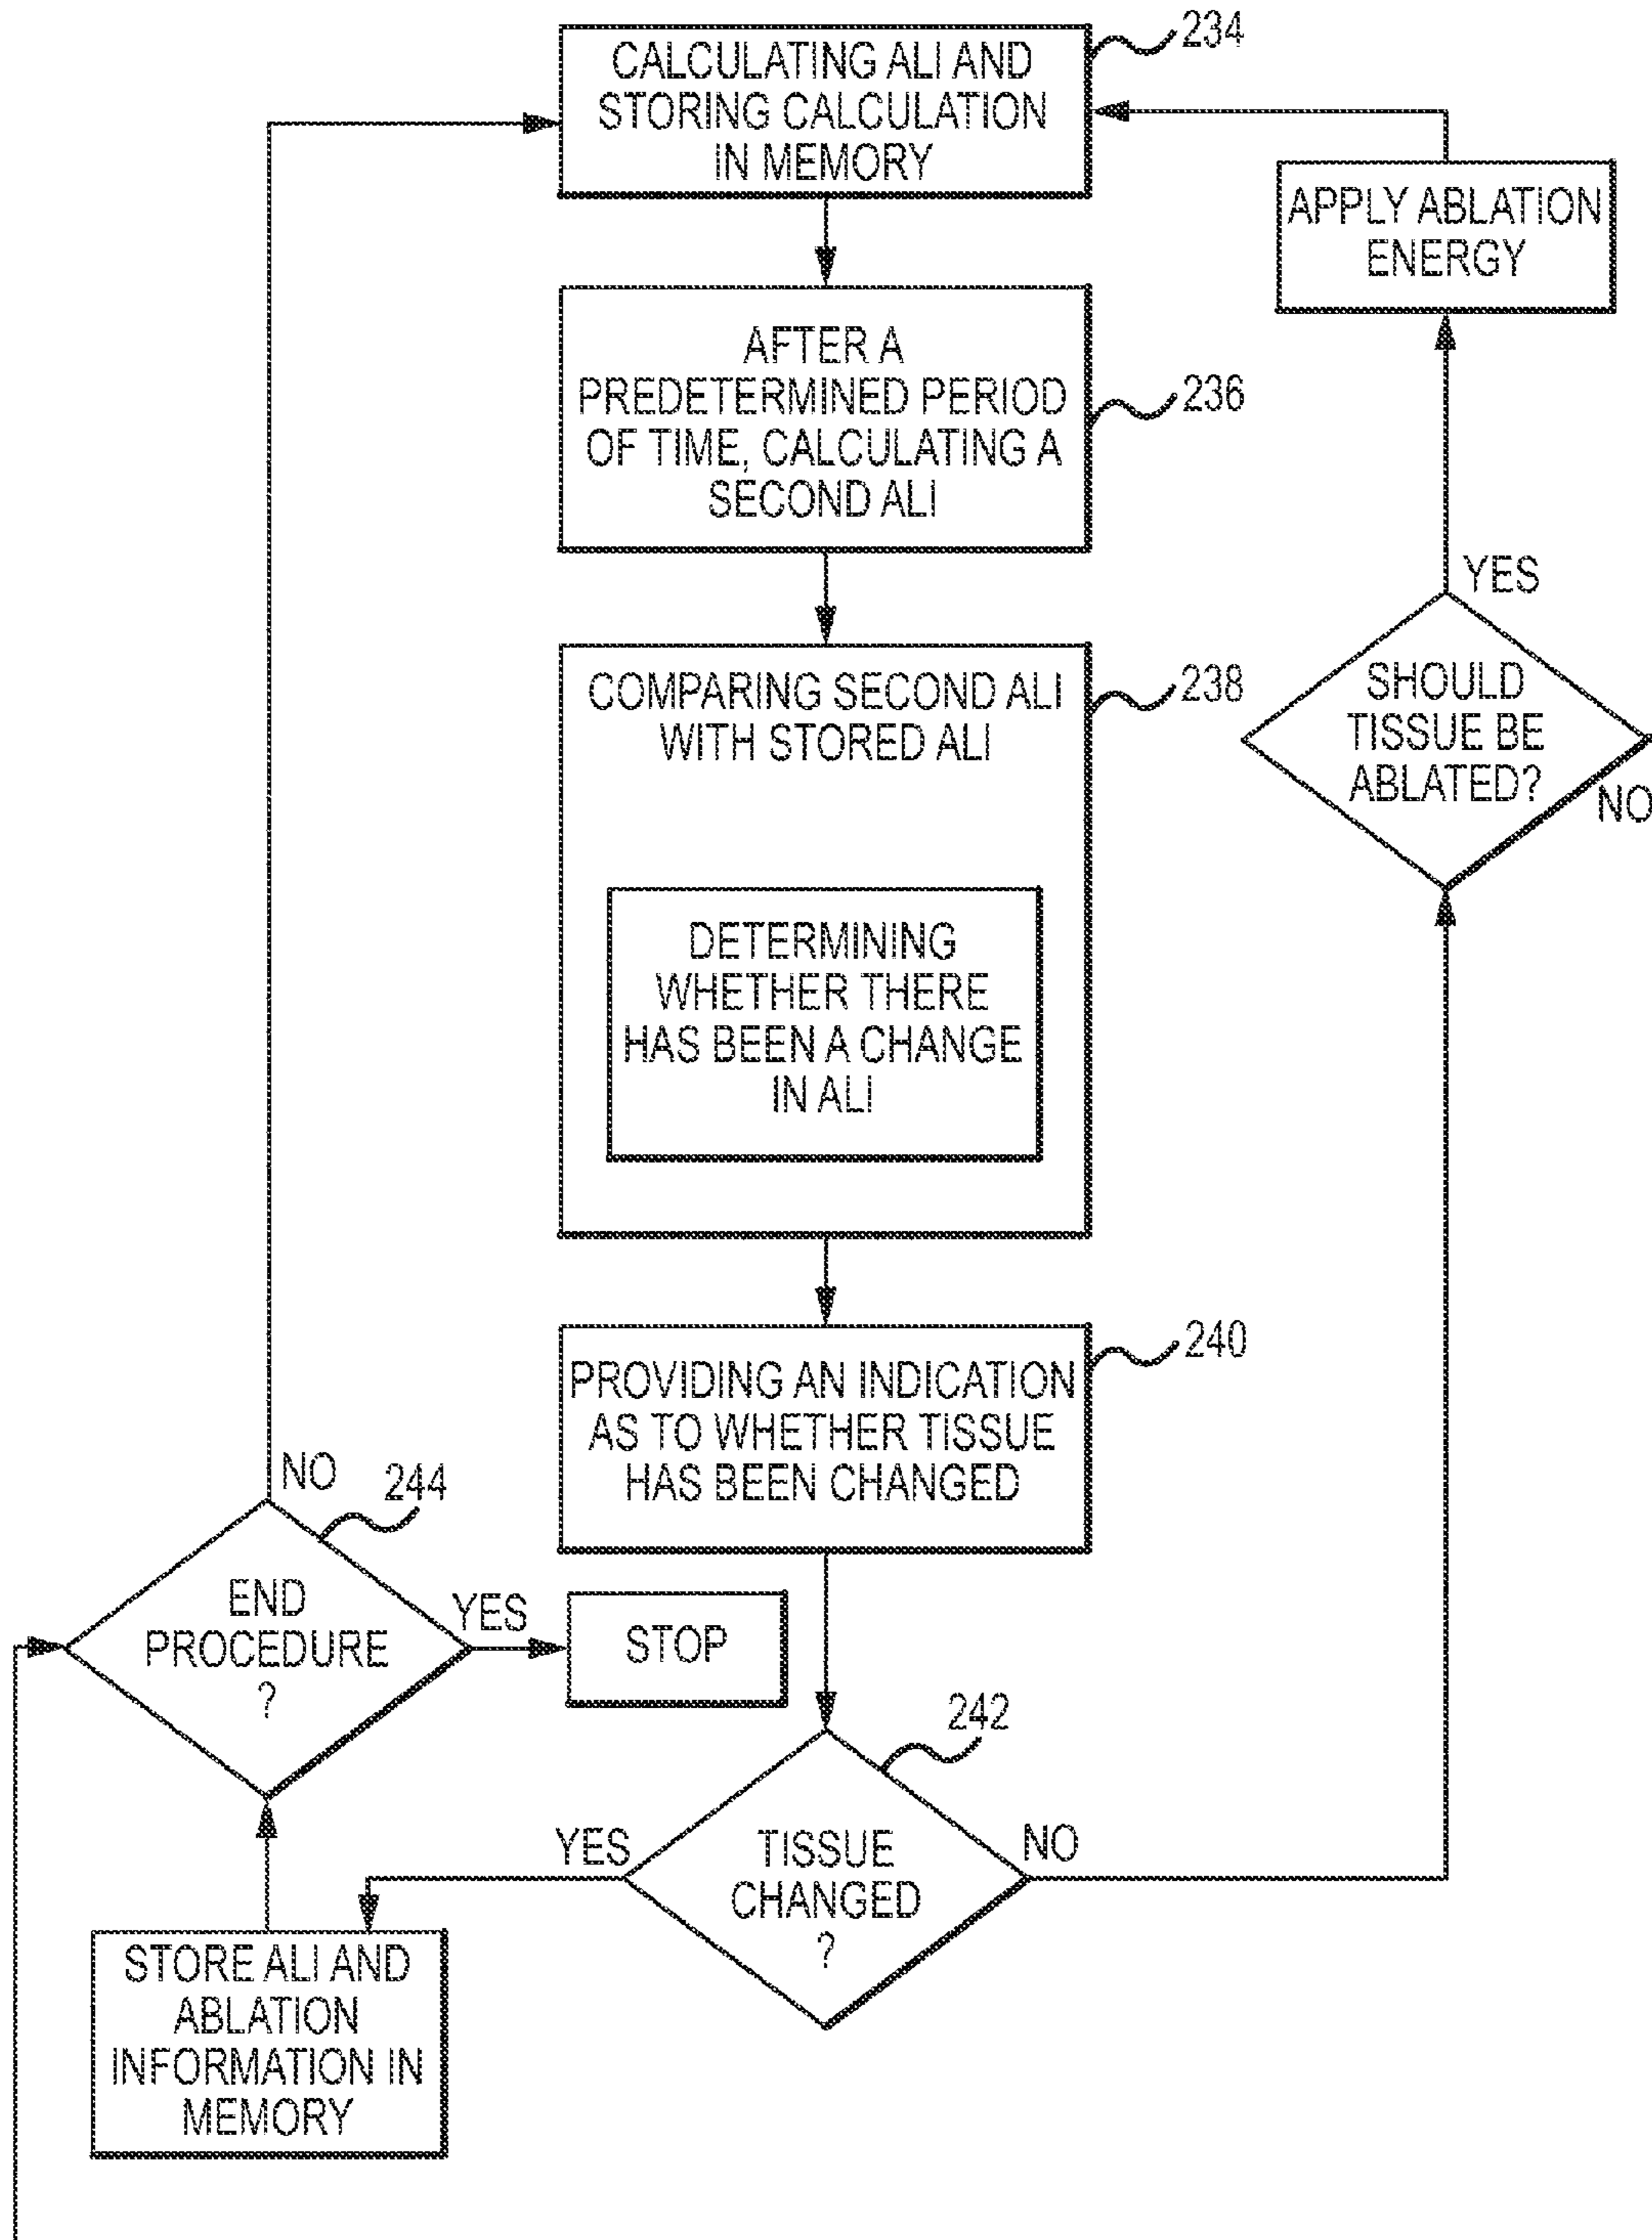 234
CALCULATING ALI AND
STORING CALCULATION
IN MEMORY
APPLY ABLATION
ENERGY
AFTER A
PREDETERMINED PERIOD
OF TIME, CALCULATING A
SECOND ALI
236
YES
COMPARING SECOND ALI
WITH STORED ALI
238
SHOULD
TISSUE BE
ABLATED?
NO
DETERMINING
WHETHER THERE
HAS BEEN A CHANGE
IN ALI
240
PROVIDING AN INDICATION
AS TO WHETHER TISSUE
HAS BEEN CHANGED
NO
244
END
PROCEDURE
?
YES
STOP
242
YES
TISSUE
CHANGED
?
NO
STORE ALI AND
ABLATION
INFORMATION IN
MEMORY